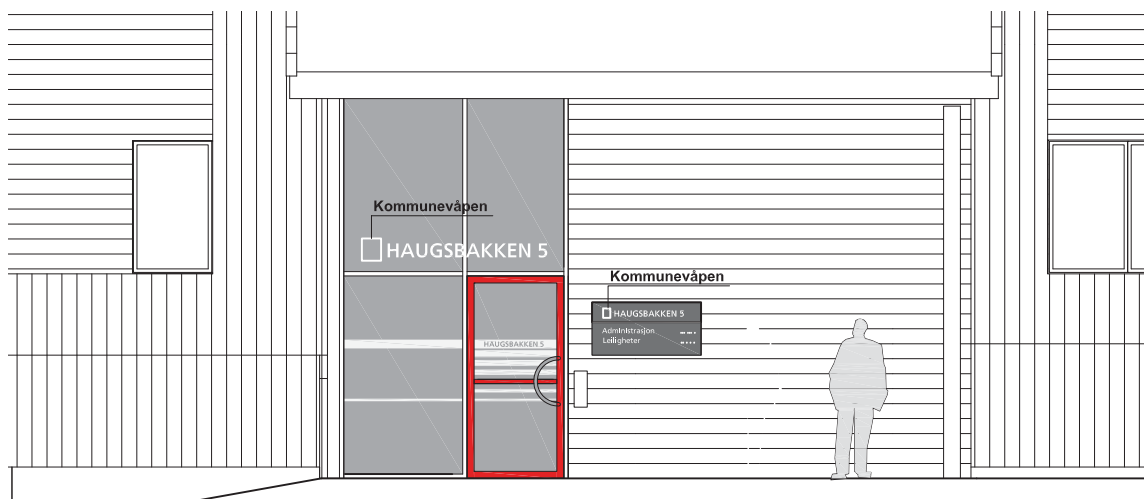 Kommunevåpen
HAUGSBAKKEN 5
Kommunevåpen
HAUGSBAKKEN 5
Administrasjon
Leiligheter
HAUGSBAKKEN 5